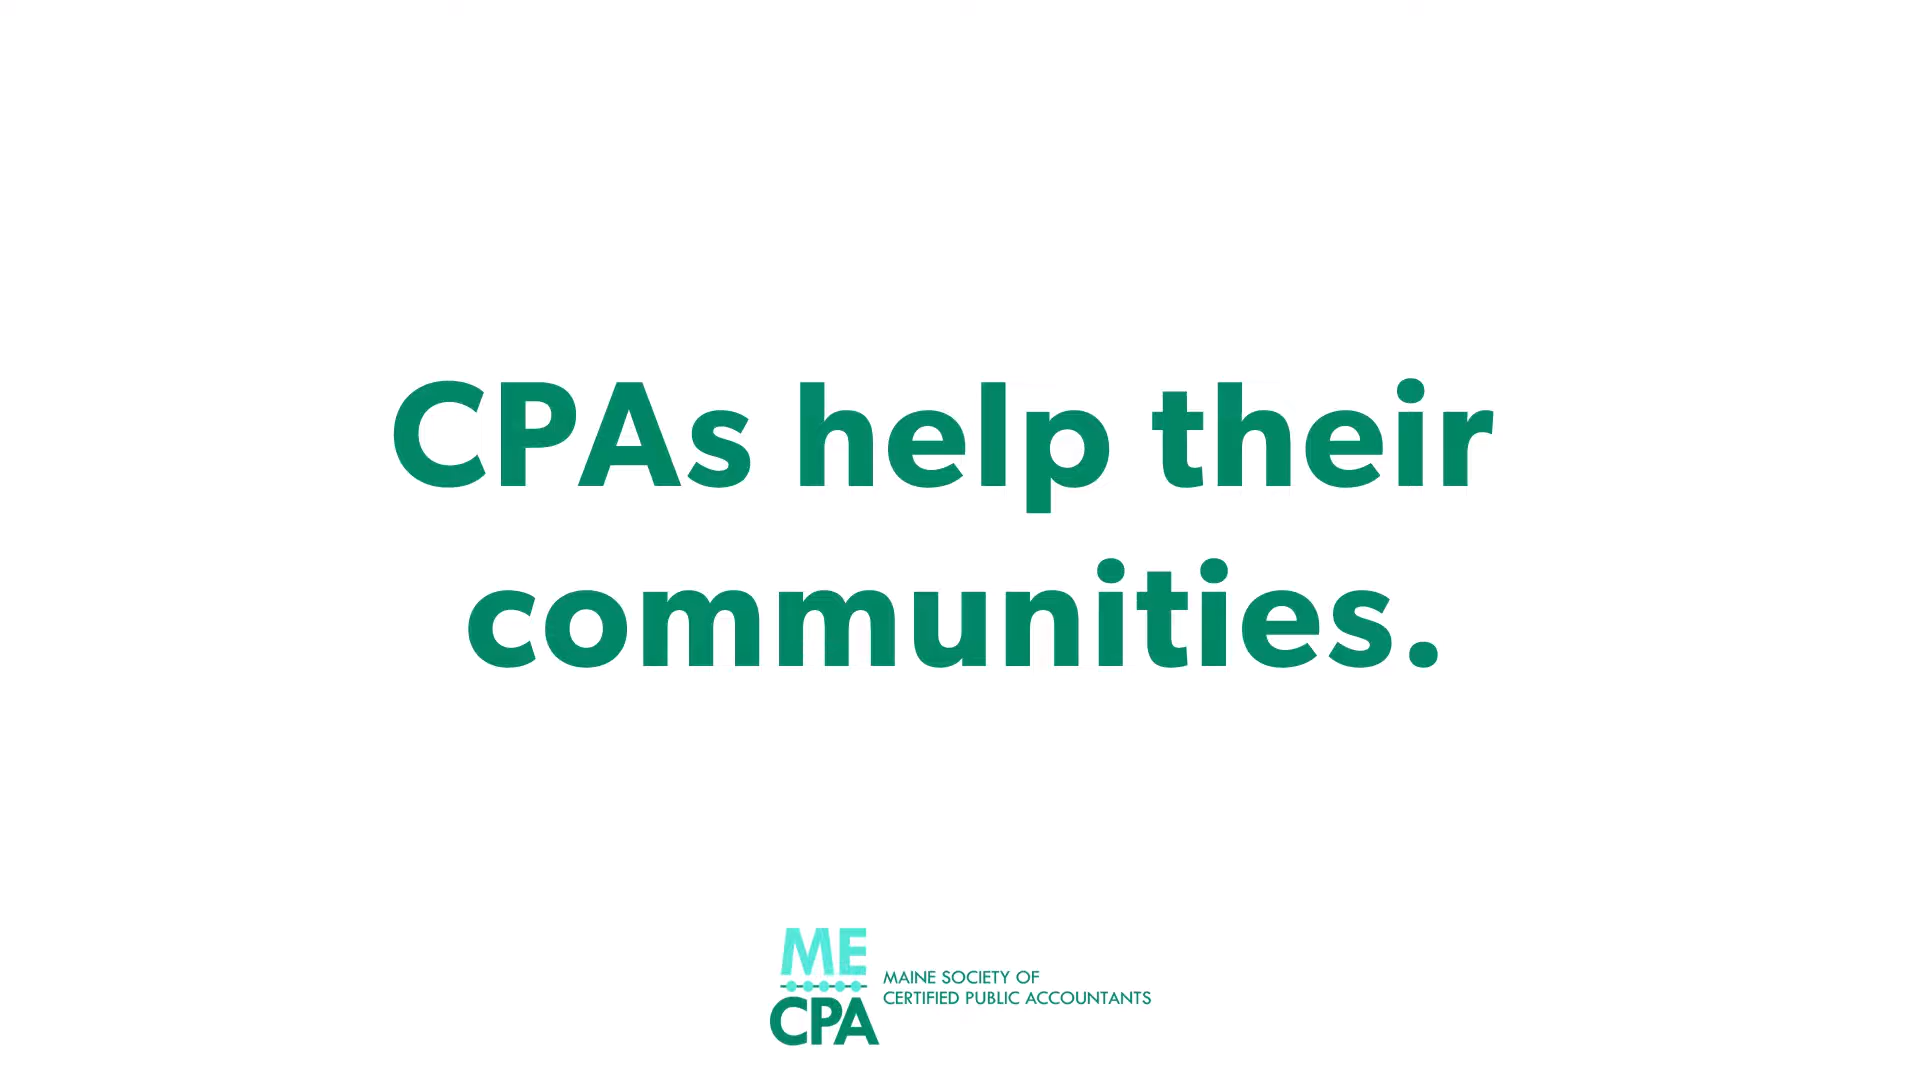 CPAs help their
communities.
ME
CPA
MAINE SOCIETY OF
CERTIFIED PUBLIC ACCOUNTANTS